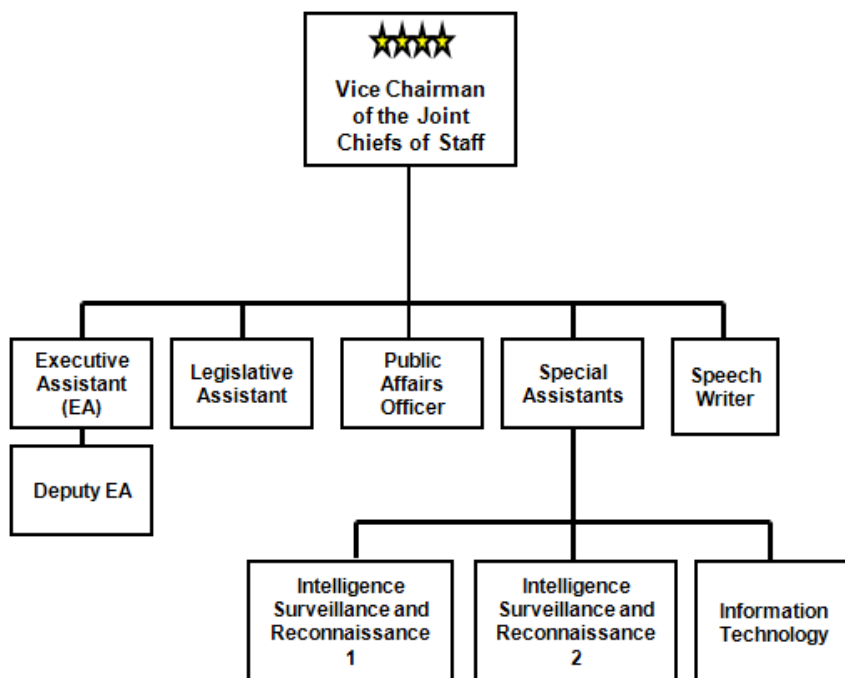 Vice Chairman
of the Joint
Chiefs of Staff
Executive
Assistant
(EA)
Legislative
Assistant
Public
Affairs
Officer
Special
Assistants
Speech
Writer
Deputy EA
Intelligence
Surveillance and
Reconnaissance
1
Intelligence
Surveillance and
Reconnaissance
2
Information
Technology